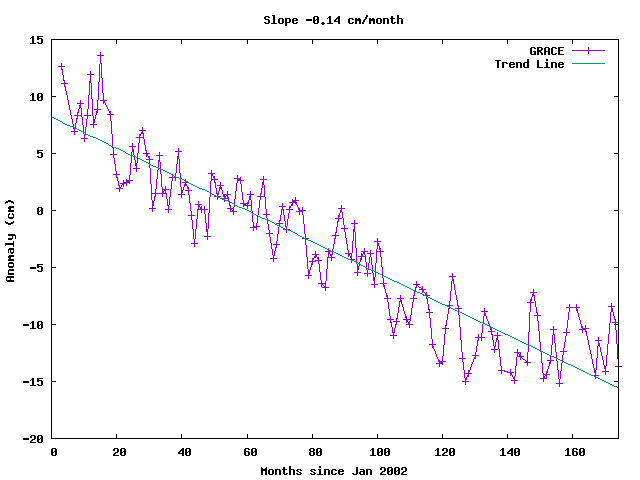 Slope -0.14 cm/month
GRACE
Trend Line
Anomaly (cm)
15
10
5
0
-5
-10
-15
-20
0 20 40 60 80 100 120 140 160
Months since Jan 2002